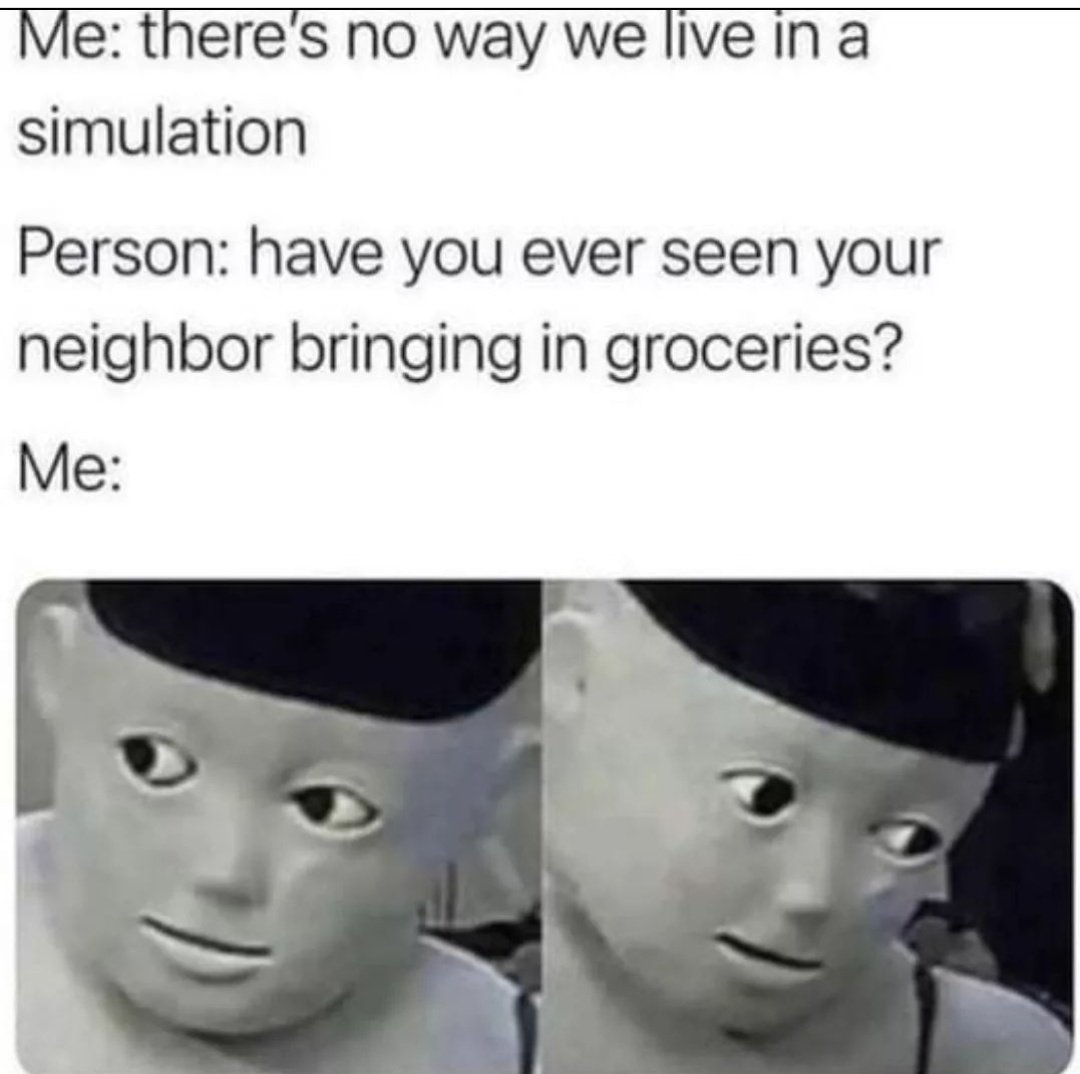 Me: there's no way we live in a
simulation
Person: have you ever seen your
neighbor bringing in groceries?
Me: